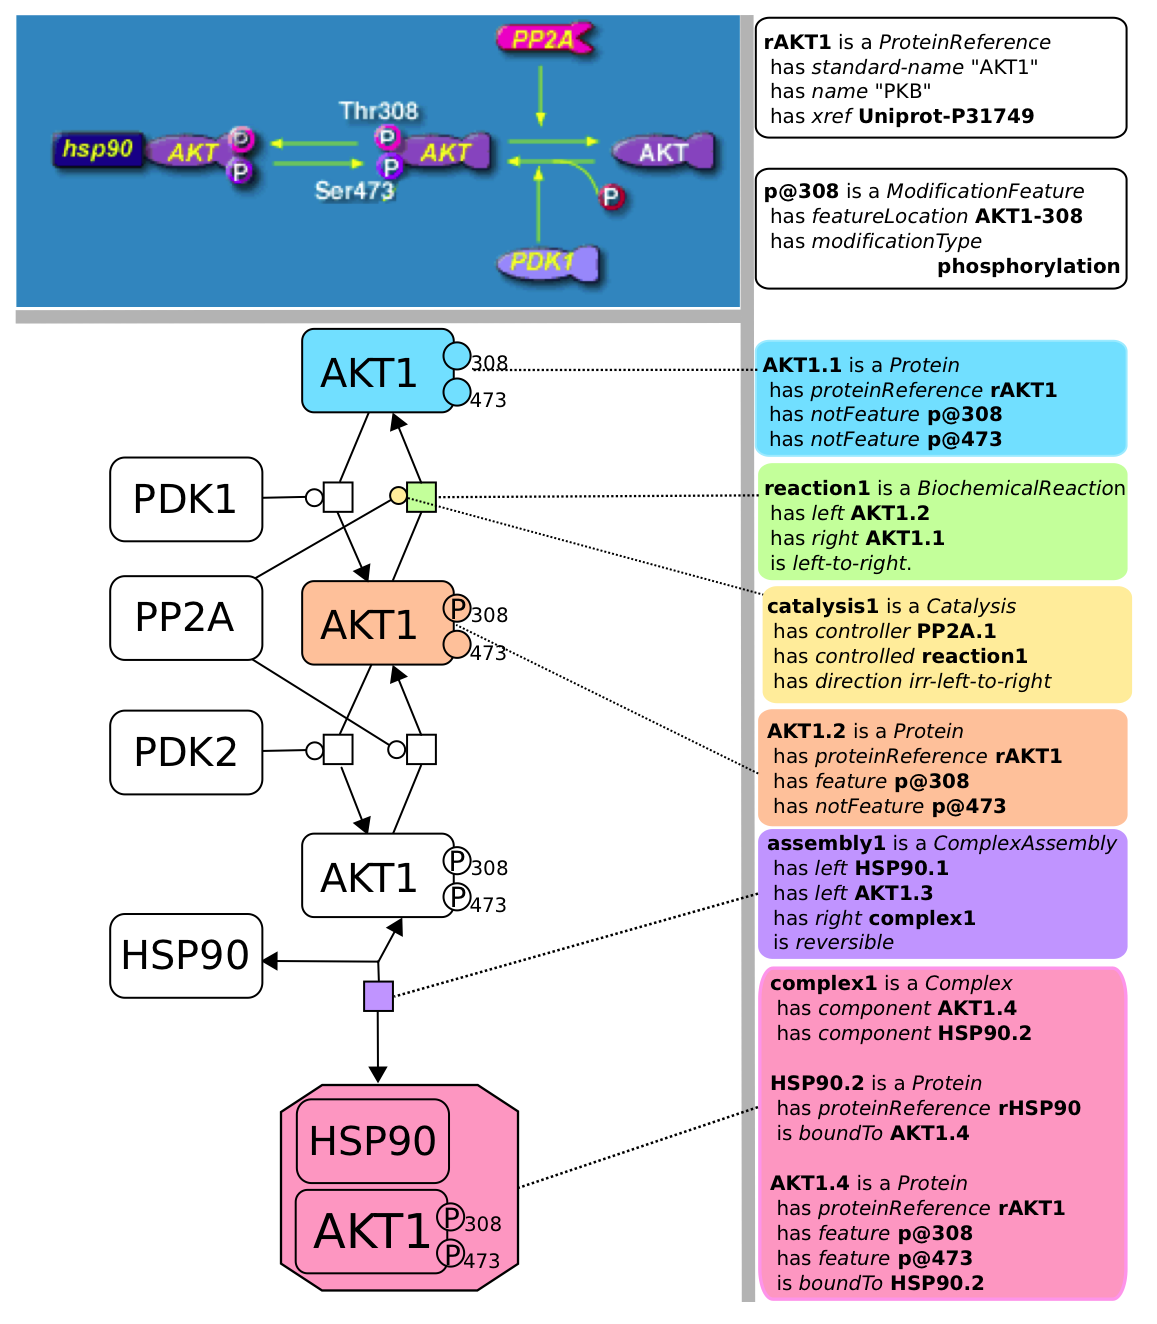 PP2A
Thr308
hsp90 AKT P P
P P AKT
AKT
Ser473
P
PDK1
rAKT1 is a ProteinReference
has standard-name "AKT1"
has name "PKB"
has xref Uniprot-P31749
p@308 is a ModificationFeature
has featureLocation AKT1-308
has modificationType
phosphorylation
AKT1 308
473
PDK1
PP2A
AKT1 P 308
473
PDK2
AKT1 P 308
P 473
HSP90
HSP90
AKT1 P 308
P 473
AKT1.1 is a Protein
has proteinReference rAKT1
has notFeature p@308
has notFeature p@473
reaction1 is a BiochemicalReaction
has left AKT1.2
has right AKT1.1
is left-to-right.
catalysis1 is a Catalysis
has controller PP2A.1
has controlled reaction1
has direction irr-left-to-right
AKT1.2 is a Protein
has proteinReference rAKT1
has feature p@308
has notFeature p@473
assembly1 is a ComplexAssembly
has left HSP90.1
has left AKT1.3
has right complex1
is reversible
complex1 is a Complex
has component AKT1.4
has component HSP90.2
HSP90.2 is a Protein
has proteinReference rHSP90
is boundTo AKT1.4
AKT1.4 is a Protein
has proteinReference rAKT1
has feature p@308
has feature p@473
is boundTo HSP90.2